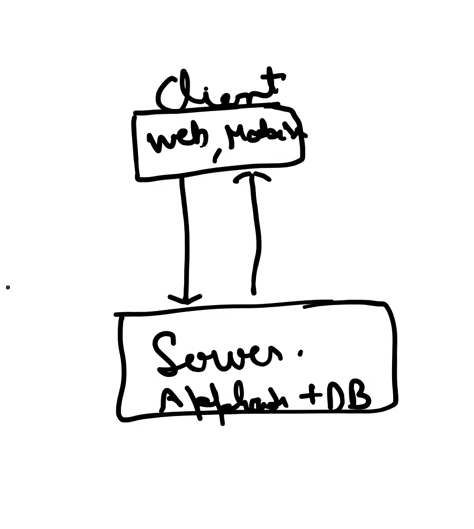 Client
Web, Mobile
Server.
+ DB